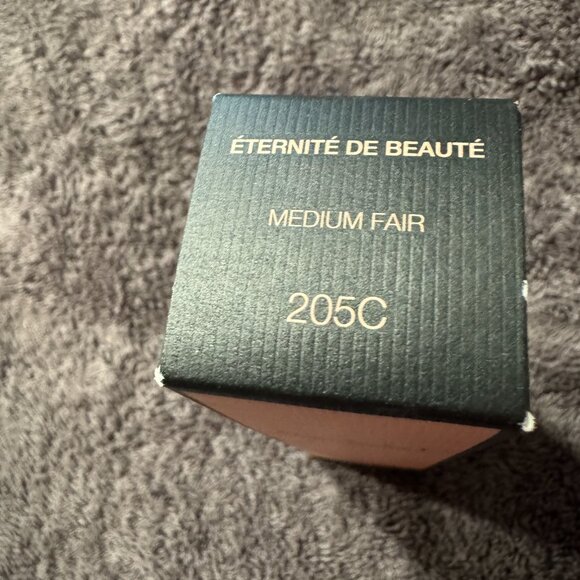 ÉTERNITÉ DE BEAUTÉ
MEDIUM FAIR
205C